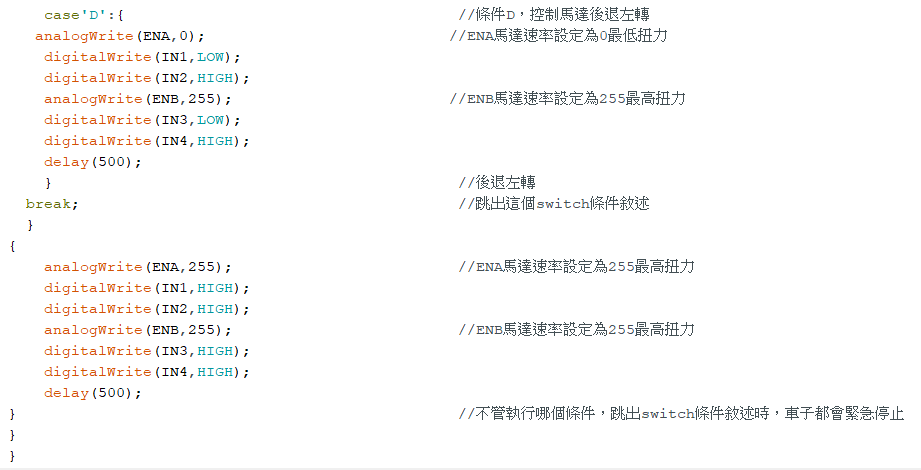 case'D':{ //條件D，控制馬達後退左轉
analogWrite(ENA,0); //ENA馬達速率設定為0最低扭力
digitalWrite(IN1,LOW);
digitalWrite(IN2,HIGH);
analogWrite(ENB,255); //ENB馬達速率設定為255最高扭力
digitalWrite(IN3,LOW);
digitalWrite(IN4,HIGH);
delay(500);
} //後退左轉
break; //跳出這個switch條件敘述
}
{
analogWrite(ENA,255); //ENA馬達速率設定為255最高扭力
digitalWrite(IN1,HIGH);
digitalWrite(IN2,HIGH);
analogWrite(ENB,255); //ENB馬達速率設定為255最高扭力
digitalWrite(IN3,HIGH);
digitalWrite(IN4,HIGH);
delay(500);
} //不管執行哪個條件，跳出switch條件敘述時，車子都會緊急停止
}
}